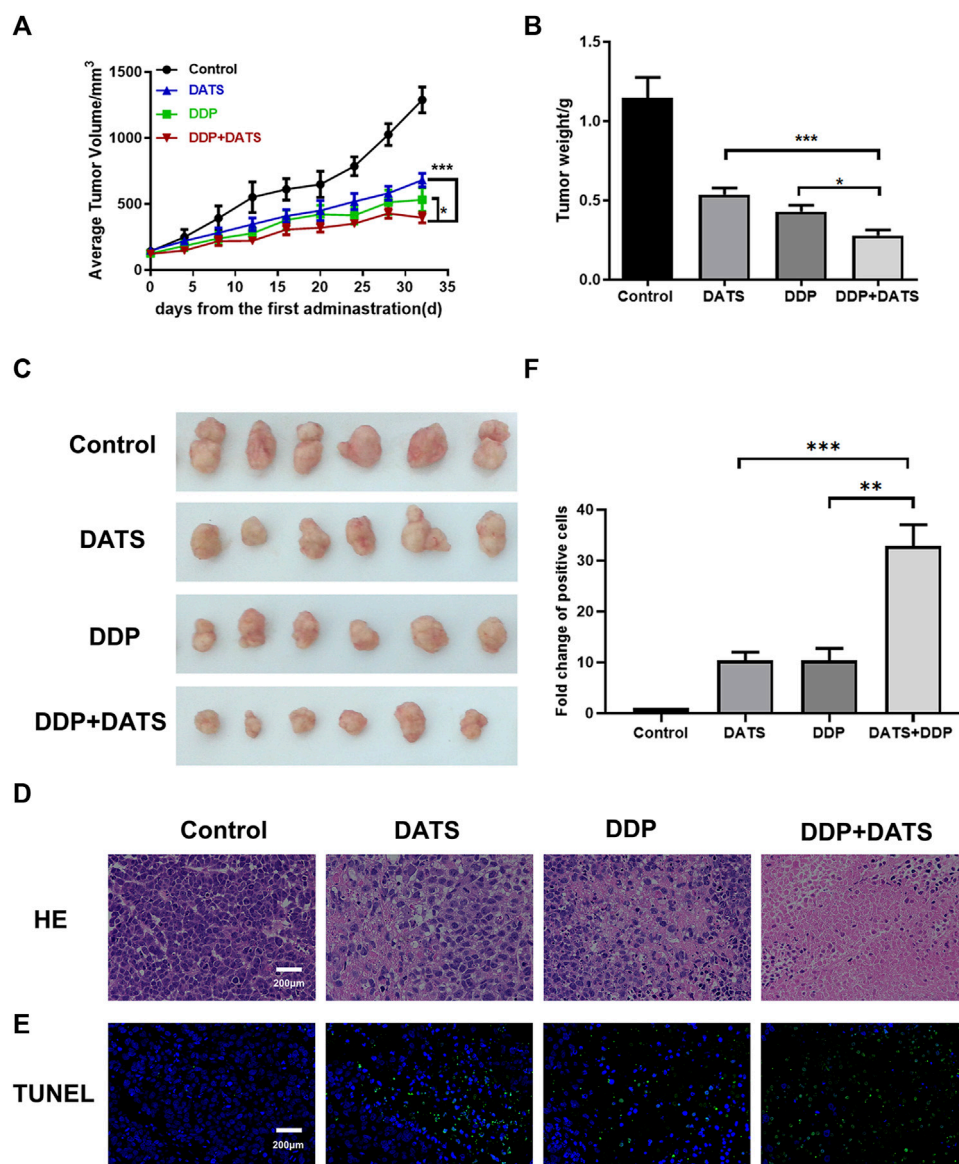 A
Average Tumor Volume/mm³
1500
1000
500
0
Control
DATS
DDP
DDP+DATS
***
*
0 5 10 15 20 25 30 35
days from the first adminastration(d)
B
Tumor weight/g
1.5
1.0
0.5
0.0
***
*
Control DATS DDP DDP+DATS
C
Control
DATS
DDP
DDP+DATS
F
Fold change of positive cells
40
30
20
10
0
***
**
Control DATS DDP DATS+DDP
D
Control DATS DDP DDP+DATS
HE
200μm
E
TUNEL
200μm